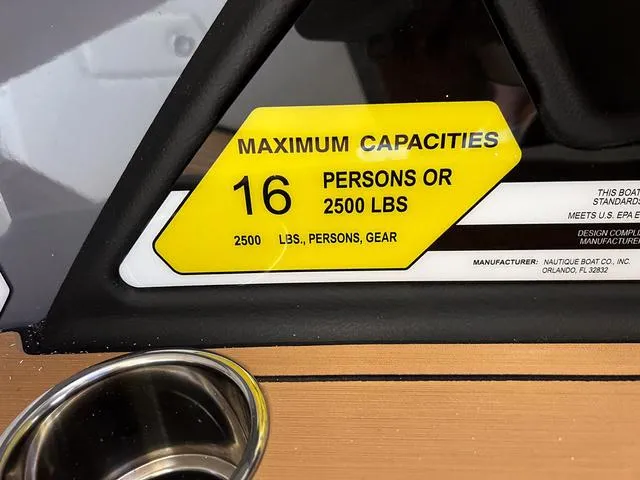 MAXIMUM CAPACITIES
16 PERSONS OR
2500 LBS
2500 LBS., PERSONS, GEAR
THIS BOAT
STANDARDS
MEETS U.S. EPA E
DESIGN COMPLI
MANUFACTURER
MANUFACTURER: NAUTIQUE BOAT CO., INC.
ORLANDO, FL 32832